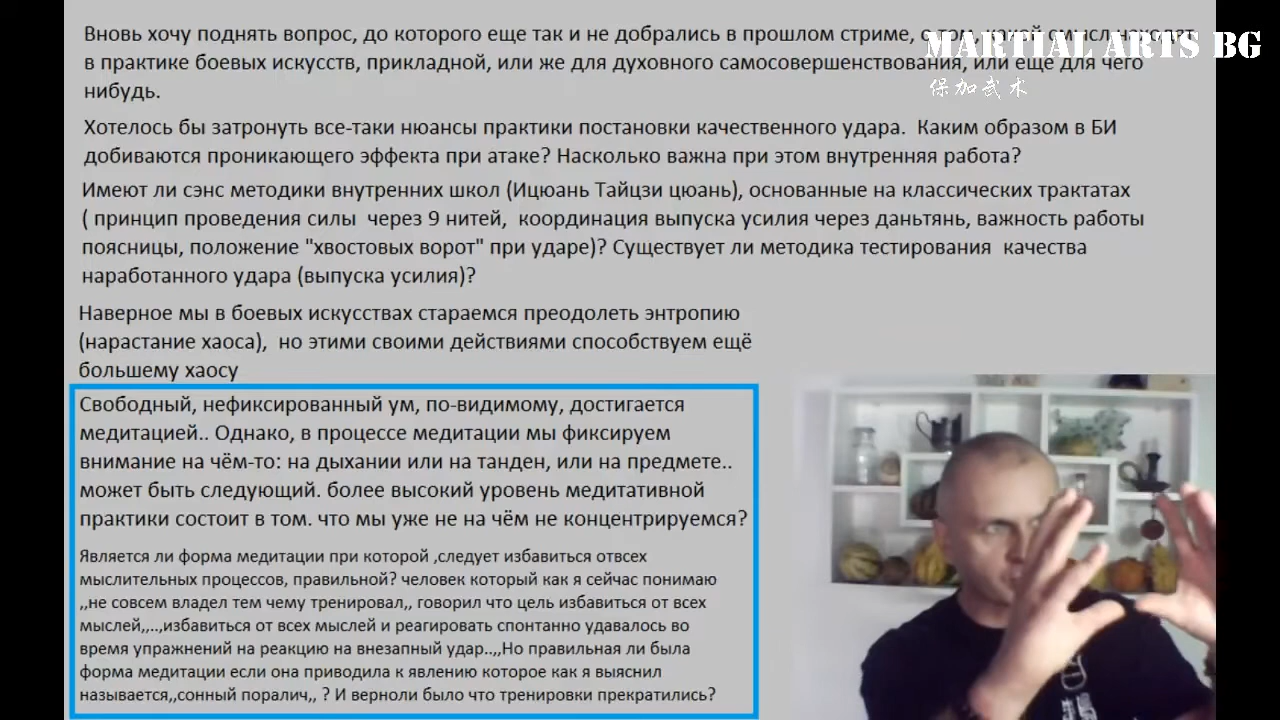 Вновь хочу поднять вопрос, до которого еще так и не добрались в прошлом стриме, о
MARTIAL ARTS BG
в практике боевых искусств, прикладной, или же для духовного самосовершенствования, или еще для чего
保加武术
нибудь.
Хотелось бы затронуть все-таки нюансы практики постановки качественного удара.  Каким образом в БИ
добиваются проникающего эффекта при атаке? Насколько важна при этом внутренняя работа?
Имеют ли сэнс методики внутренних школ (Ицюань Тайцзи цюань), основанные на классических трактатах
( принцип проведения силы  через 9 нитей,  координация выпуска усилия через даньтянь, важность работы
поясницы, положение "хвостовых ворот" при ударе)? Существует ли методика тестирования  качества
наработанного удара (выпуска усилия)?
Наверное мы в боевых искусствах стараемся преодолеть энтропию
(нарастание хаоса),  но этими своими действиями способствуем ещё
большему хаосу
Свободный, нефиксированный ум, по-видимому, достигается
медитацией.. Однако, в процессе медитации мы фиксируем
внимание на чём-то: на дыхании или на танден, или на предмете..
может быть следующий. более высокий уровень медитативной
практики состоит в том. что мы уже не на чём не концентрируемся?
Является ли форма медитации при которой ,следует избавиться отвсех
мыслительных процессов, правильной? человек который как я сейчас понимаю
,,не совсем владел тем чему тренировал,, говорил что цель избавиться от всех
мыслей,,..,избавиться от всех мыслей и реагировать спонтанно удавалось во
время упражнений на реакцию на внезапный удар..,,Но правильная ли была
форма медитации если она приводила к явлению которое как я выяснил
называется,,сонный поралич,, ? И верноли было что тренировки прекратились?